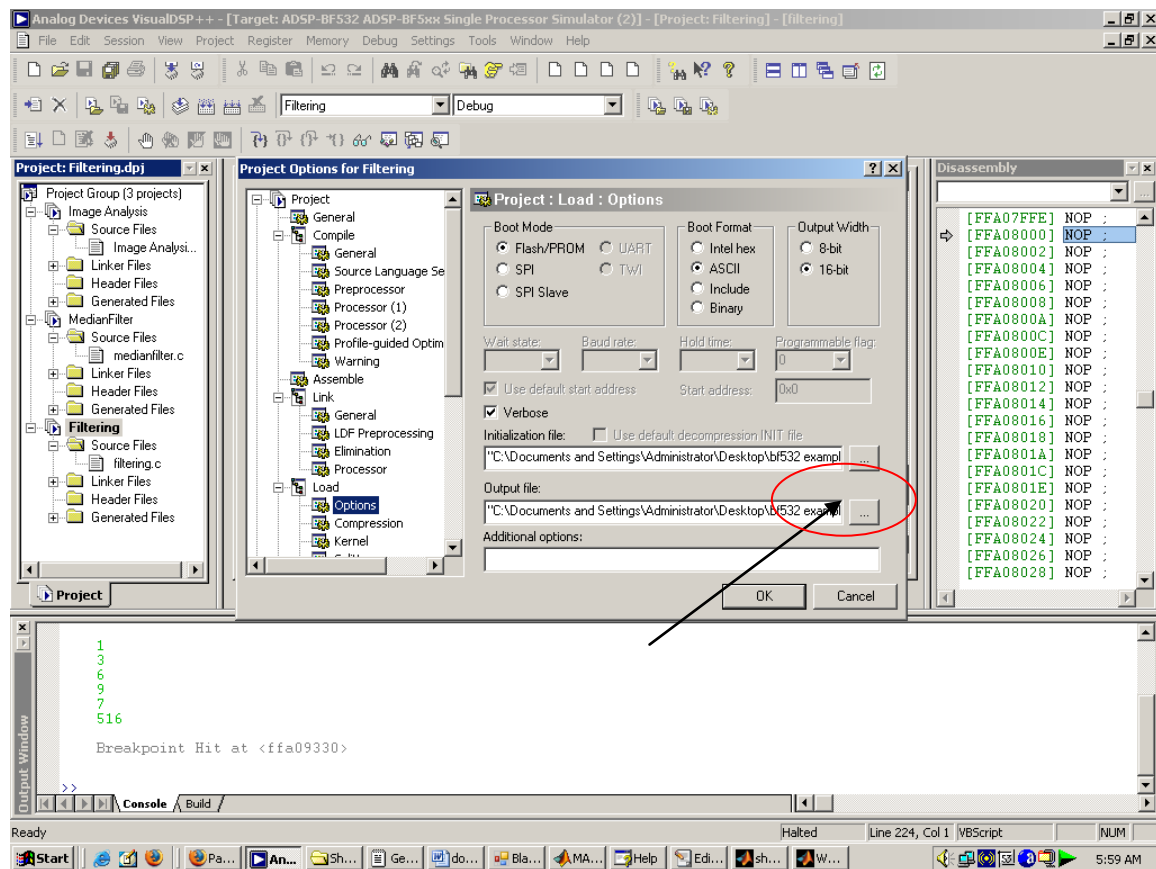 Analog Devices VisualDSP++ - [Target: ADSP-BF532 ADSP-BF5xx Single Processor Simulator (2)] - [Project: Filtering] - [filtering]
File Edit Session View Project Register Memory Debug Settings Tools Window Help
Filtering Debug
Project: Filtering.dpj
Project Group (3 projects)
Image Analysis
Source Files
Image Analysi...
Linker Files
Header Files
Generated Files
MedianFilter
Source Files
medianfilter.c
Linker Files
Header Files
Generated Files
Filtering
Source Files
filtering.c
Linker Files
Header Files
Generated Files
Project
Project Options for Filtering
Project
General
Compile
General
Source Language Se
Preprocessor
Processor (1)
Processor (2)
Profile-guided Optim
Warning
Assemble
Link
General
LDF Preprocessing
Elimination
Processor
Load
Options
Compression
Kernel
Project : Load : Options
Boot Mode
Flash/PROM UART
SPI TWI
SPI Slave
Boot Format
Intel hex
ASCII
Include
Binary
Output Width
8-bit
16-bit
Wait state: Baud rate: Hold time: Programmable flag:
0
Use default start address Start address: 0x0
Verbose
Initialization file: Use default decompression INIT file
"C:\Documents and Settings\Administrator\Desktop\bf532 exampl ...
Output file:
"C:\Documents and Settings\Administrator\Desktop\bf532 exampl ...
Additional options:
OK Cancel
Disassembly
...
[FFA07FFE] NOP ;
[FFA08000] NOP ;
[FFA08002] NOP ;
[FFA08004] NOP ;
[FFA08006] NOP ;
[FFA08008] NOP ;
[FFA0800A] NOP ;
[FFA0800C] NOP ;
[FFA0800E] NOP ;
[FFA08010] NOP ;
[FFA08012] NOP ;
[FFA08014] NOP ;
[FFA08016] NOP ;
[FFA08018] NOP ;
[FFA0801A] NOP ;
[FFA0801C] NOP ;
[FFA0801E] NOP ;
[FFA08020] NOP ;
[FFA08022] NOP ;
[FFA08024] NOP ;
[FFA08026] NOP ;
[FFA08028] NOP ;
Output Window
1
3
6
9
7
516
Breakpoint Hit at <ffa09330>
>>
Console Build
Ready Halted Line 224, Col 1 VBScript NUM
Start Pa... An... Sh... Ge... do... Bla... MA... Help Edi... sh... W... 5:59 AM